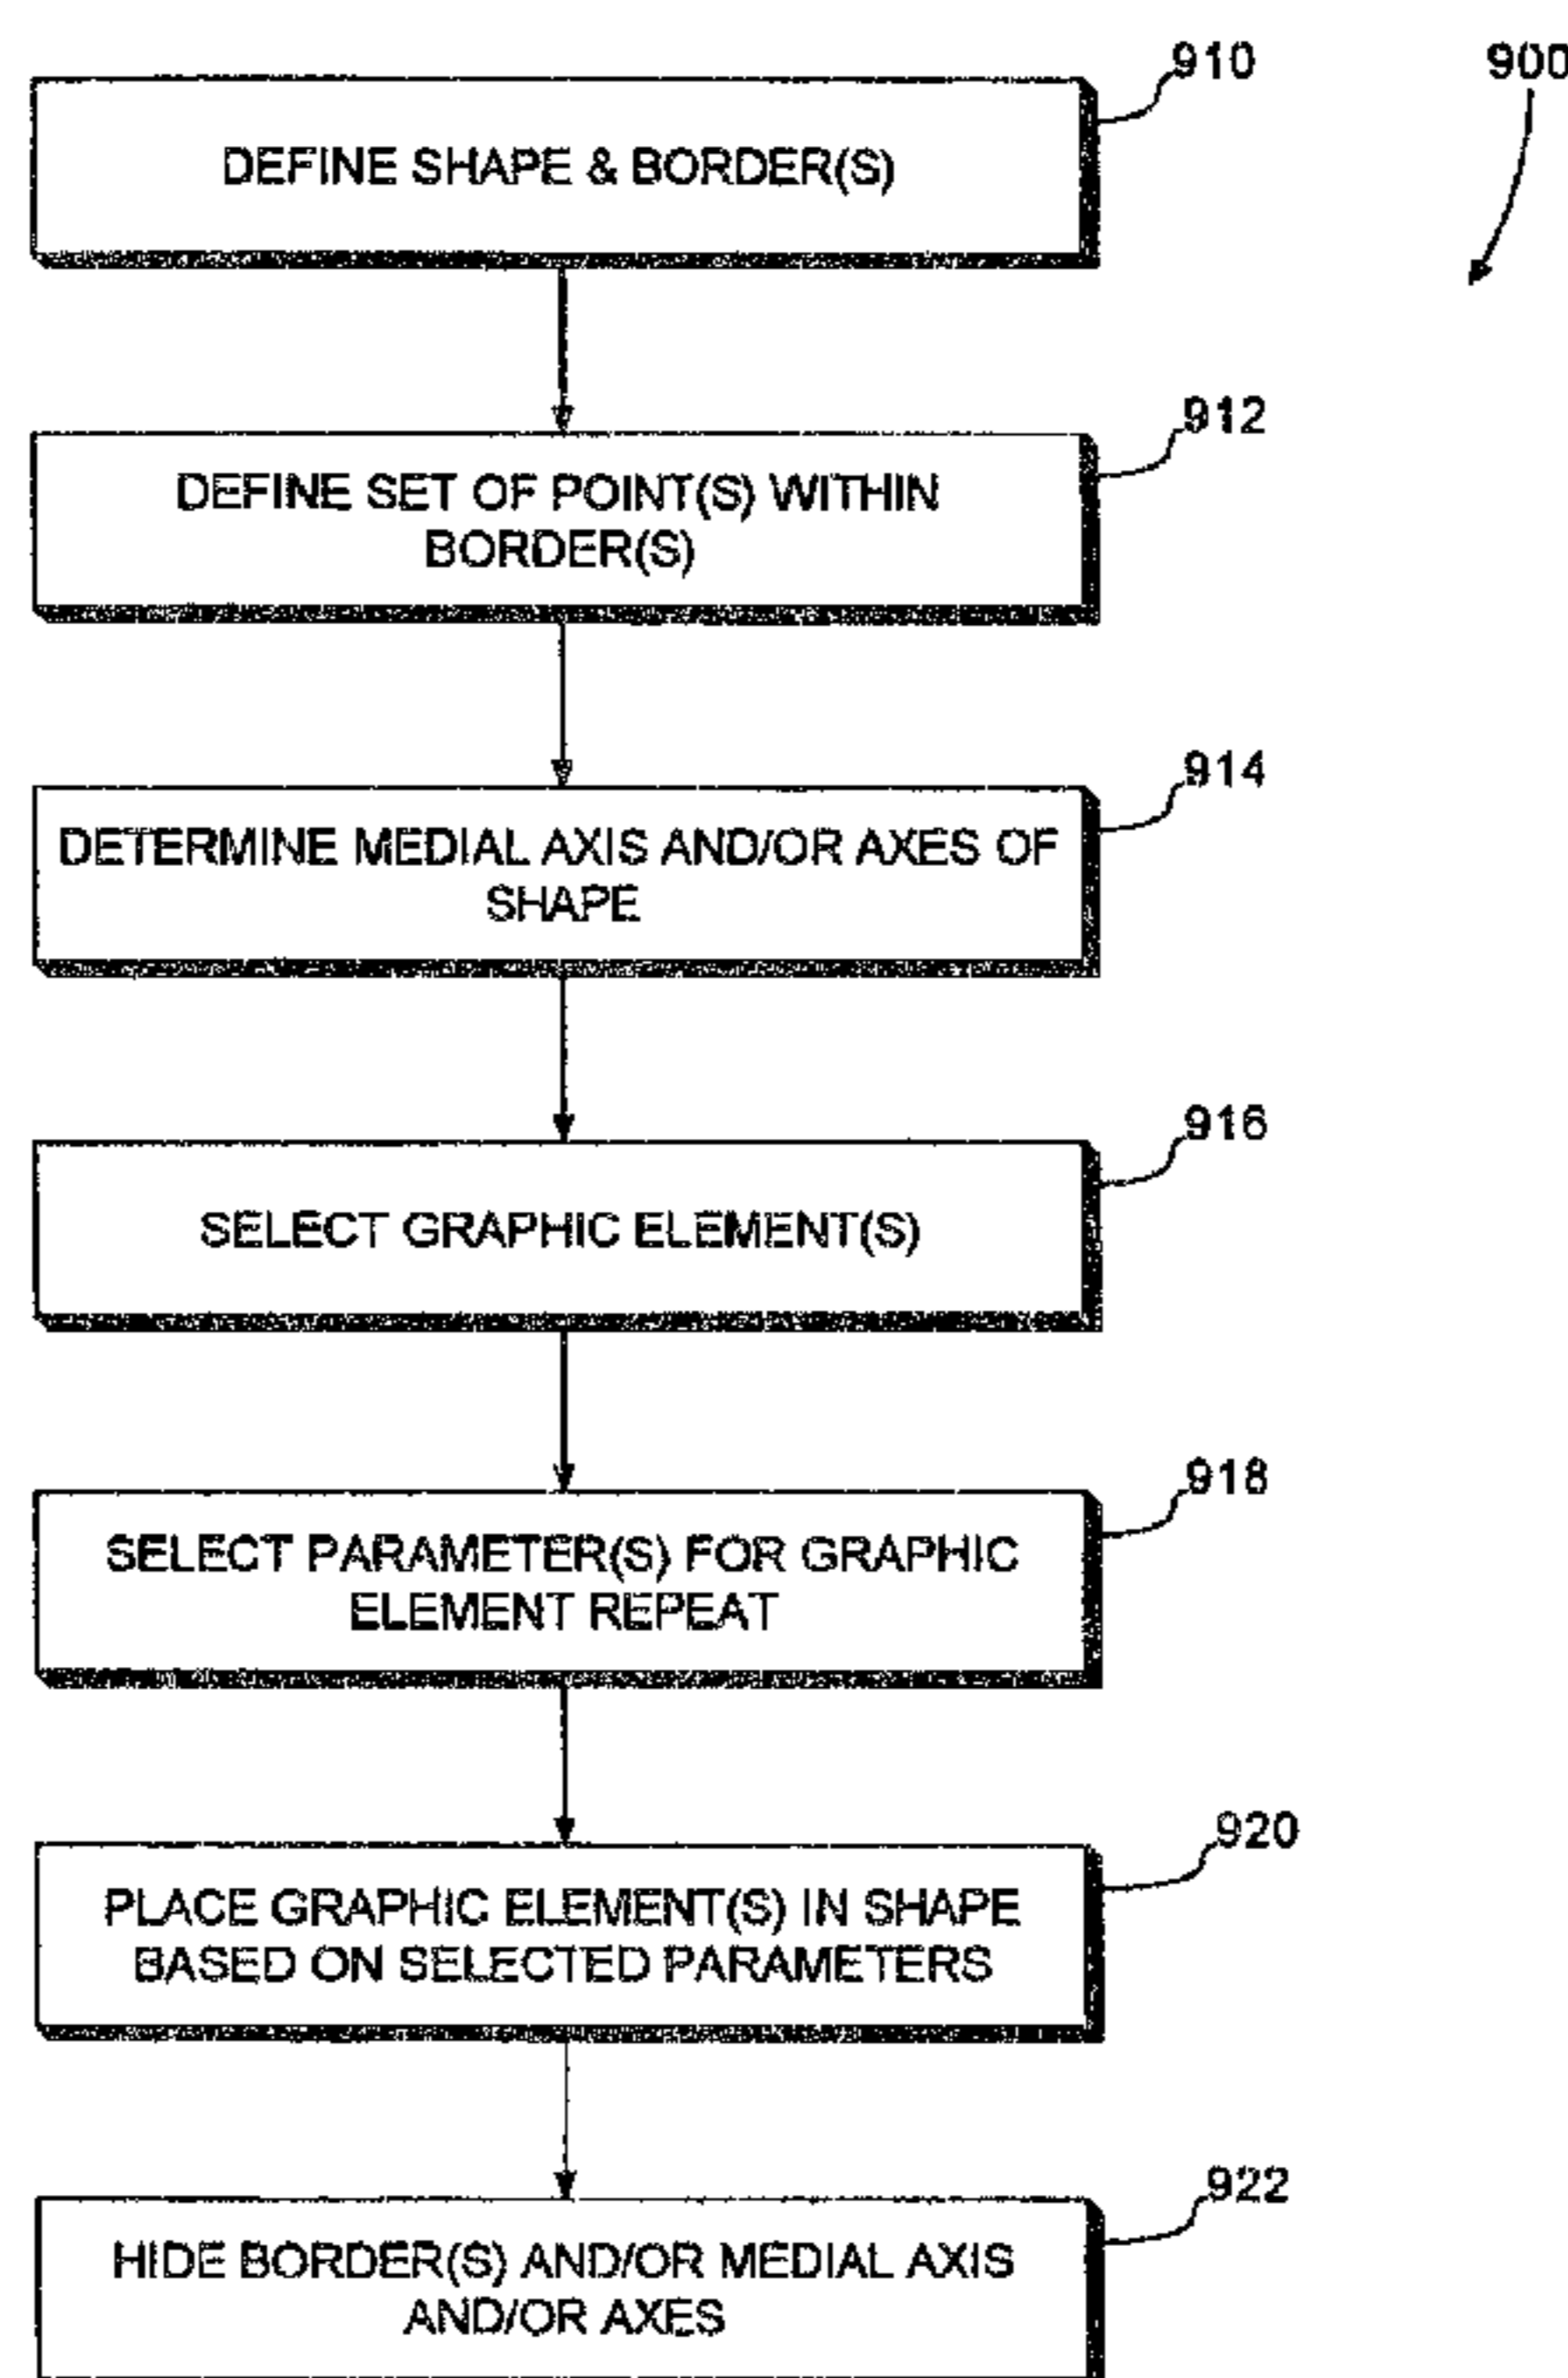 910
900
DEFINE SHAPE & BORDER(S)
912
DEFINE SET OF POINT(S) WITHIN
BORDER(S)
914
DETERMINE MEDIAL AXIS AND/OR AXES OF
SHAPE
916
SELECT GRAPHIC ELEMENT(S)
918
SELECT PARAMETER(S) FOR GRAPHIC
ELEMENT REPEAT
920
PLACE GRAPHIC ELEMENT(S) IN SHAPE
BASED ON SELECTED PARAMETERS
922
HIDE BORDER(S) AND/OR MEDIAL AXIS
AND/OR AXES